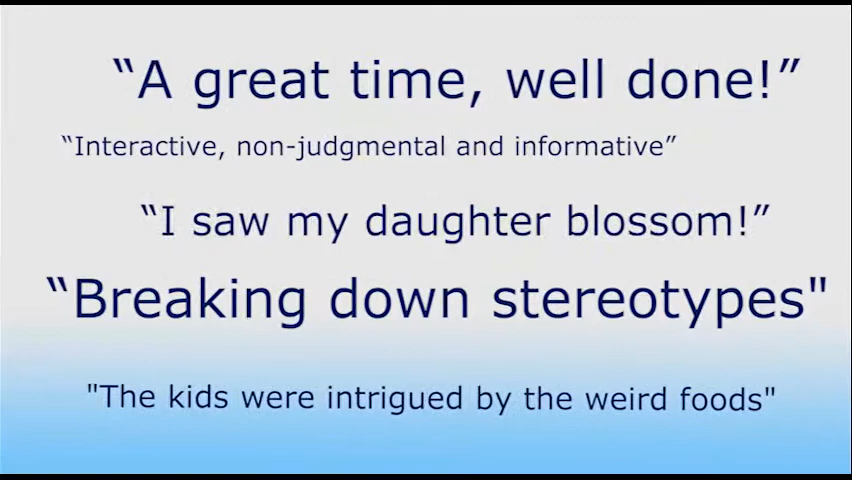 “A great time, well done!”
“Interactive, non-judgmental and informative”
“I saw my daughter blossom!”
“Breaking down stereotypes"
"The kids were intrigued by the weird foods"